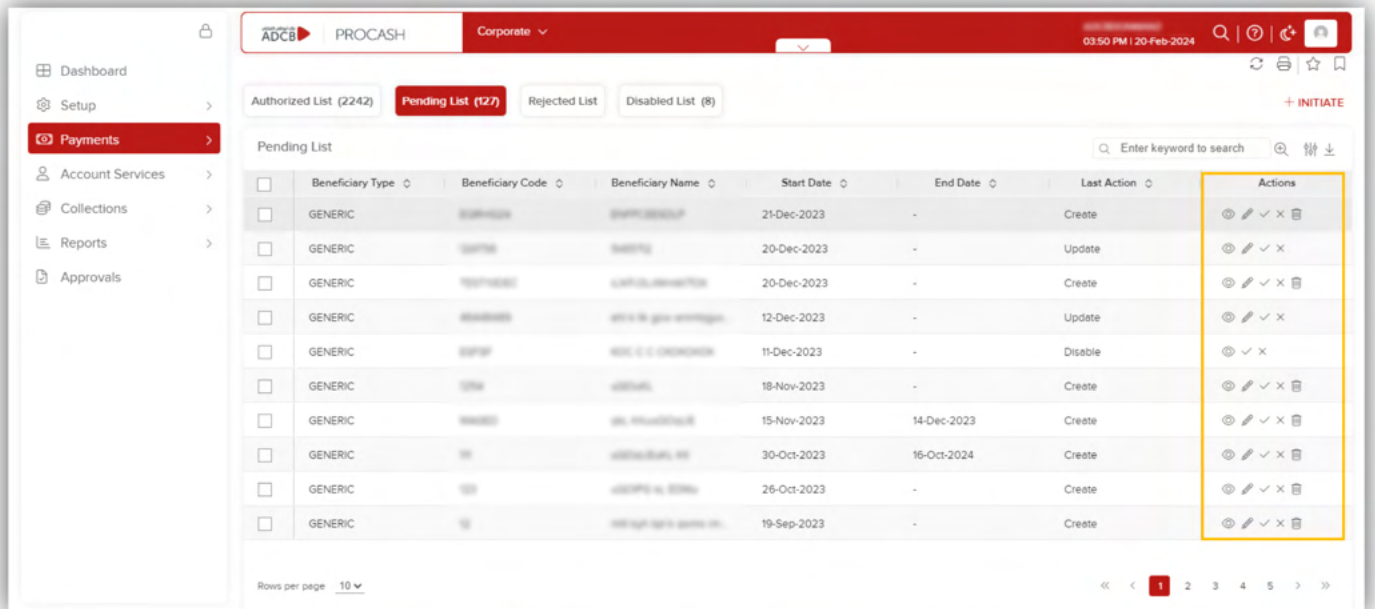 بنك أبوظبي التجاري
ADCB PROCASH Corporate
03:50 PM | 20-Feb-2024
Dashboard
Setup
Payments
Account Services
Collections
Reports
Approvals
Authorized List (2242) Pending List (127) Rejected List Disabled List (8) + INITIATE
Pending List Enter keyword to search
Beneficiary Type Beneficiary Code Beneficiary Name Start Date End Date Last Action Actions
GENERIC 21-Dec-2023 - Create
GENERIC 20-Dec-2023 - Update
GENERIC 20-Dec-2023 - Create
GENERIC 12-Dec-2023 - Update
GENERIC 11-Dec-2023 - Disable
GENERIC 18-Nov-2023 - Create
GENERIC 15-Nov-2023 14-Dec-2023 Create
GENERIC 30-Oct-2023 16-Oct-2024 Create
GENERIC 26-Oct-2023 - Create
GENERIC 19-Sep-2023 - Create
Rows per page 10 << < 1 2 3 4 5 > >>